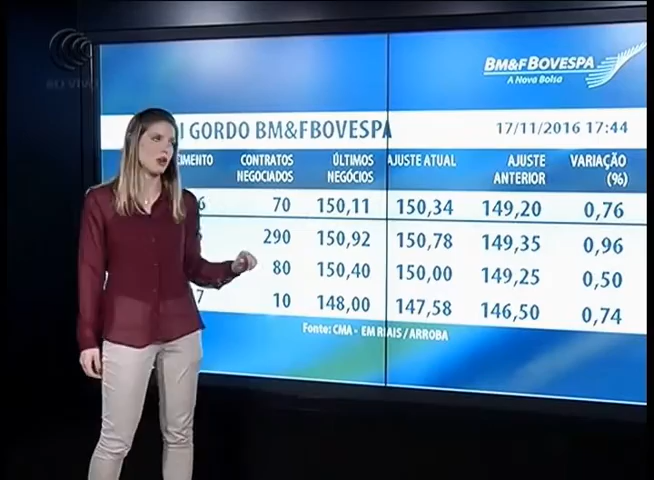 AO VIVO
BM&FBOVESPA
A Nova Bolsa
GORDO BM&FBOVESPA
17/11/2016 17:44
CONTRATOS NEGOCIADOS ÚLTIMOS NEGÓCIOS AJUSTE ATUAL AJUSTE ANTERIOR VARIAÇÃO (%)
70 150,11 150,34 149,20 0,76
290 150,92 150,78 149,35 0,96
80 150,40 150,00 149,25 0,50
10 148,00 147,58 146,50 0,74
Fonte: CMA - EM REAIS / ARROBA